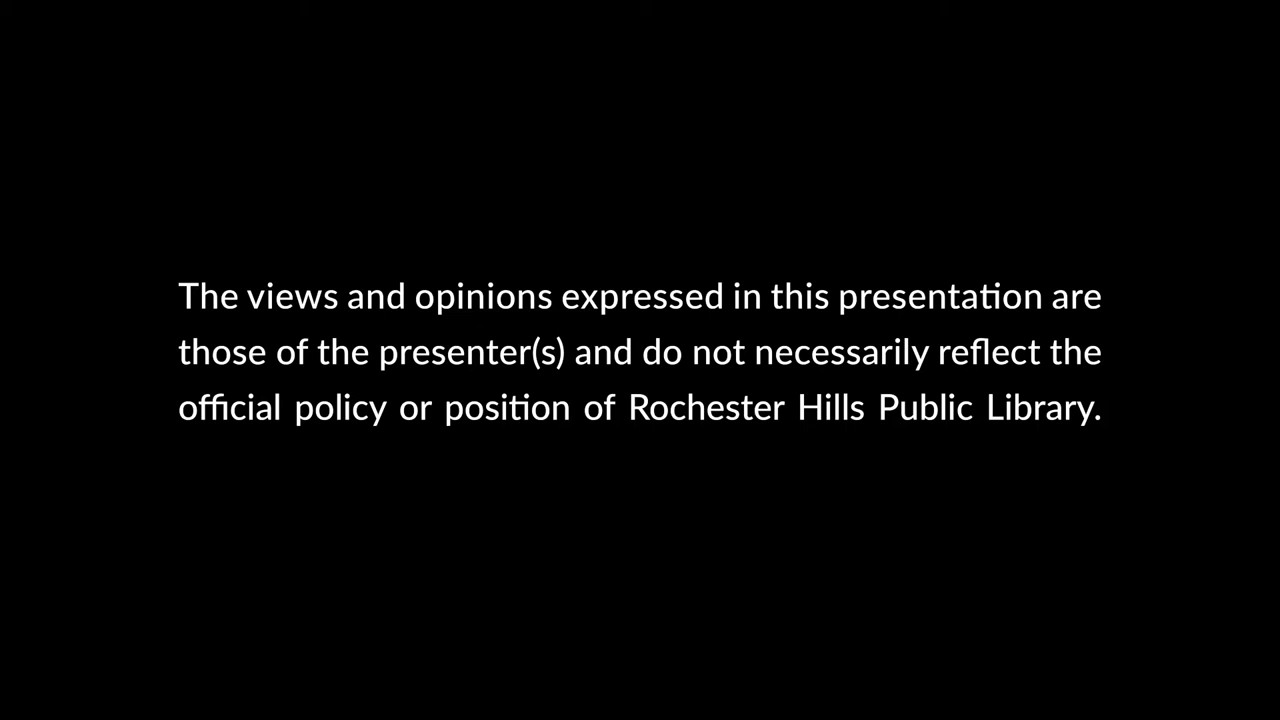 The views and opinions expressed in this presentation are
those of the presenter(s) and do not necessarily reflect the
official policy or position of Rochester Hills Public Library.